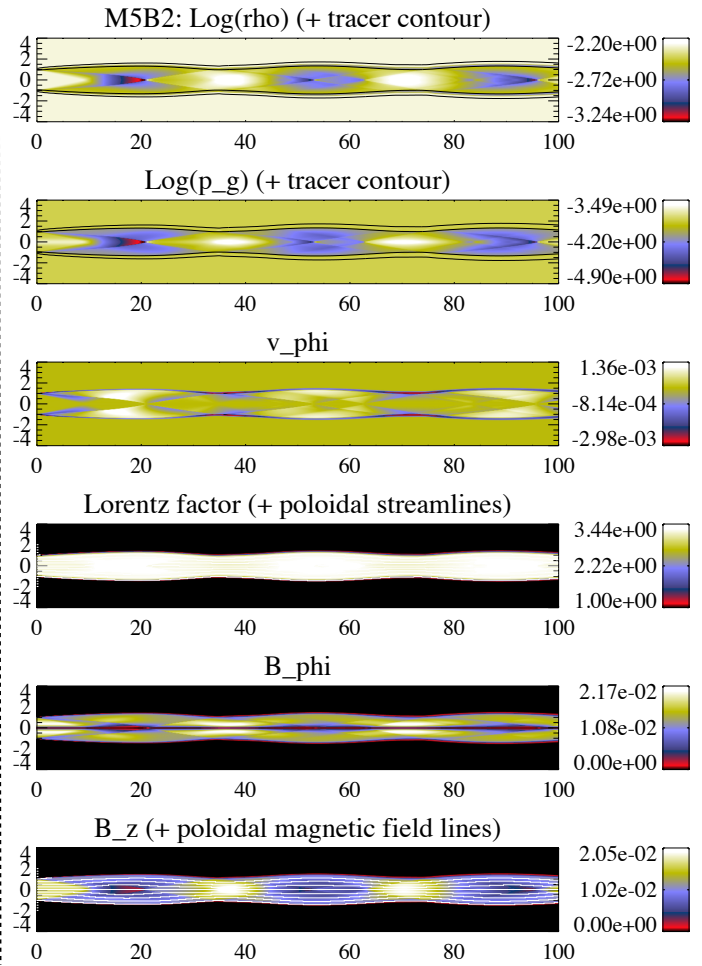 M5B2: Log(rho) (+ tracer contour)
4
2
0
-2
-4
0 20 40 60 80 100
-2.20e+00
-2.72e+00
-3.24e+00
Log(p_g) (+ tracer contour)
4
2
0
-2
-4
0 20 40 60 80 100
-3.49e+00
-4.20e+00
-4.90e+00
v_phi
4
2
0
-2
-4
0 20 40 60 80 100
1.36e-03
-8.14e-04
-2.98e-03
Lorentz factor (+ poloidal streamlines)
4
2
0
-2
-4
0 20 40 60 80 100
3.44e+00
2.22e+00
1.00e+00
B_phi
4
2
0
-2
-4
0 20 40 60 80 100
2.17e-02
1.08e-02
0.00e+00
B_z (+ poloidal magnetic field lines)
4
2
0
-2
-4
0 20 40 60 80 100
2.05e-02
1.02e-02
0.00e+00